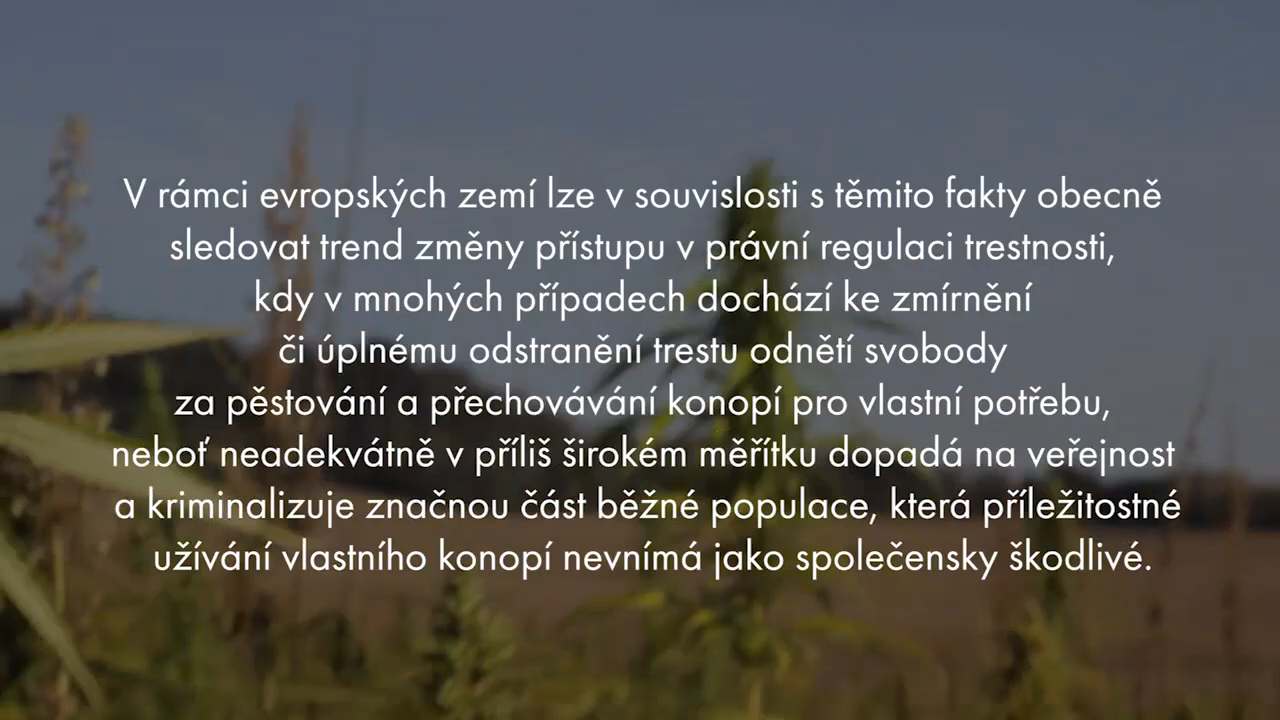 V rámci evropských zemí lze v souvislosti s těmito fakty obecně
sledovat trend změny přístupu v právní regulaci trestnosti,
kdy v mnohých případech dochází ke zmírnění
či úplnému odstranění trestu odnětí svobody
za pěstování a přechovávání konopí pro vlastní potřebu,
neboť neadekvátně v příliš širokém měřítku dopadá na veřejnost
a kriminalizuje značnou část běžné populace, která příležitostné
užívání vlastního konopí nevnímá jako společensky škodlivé.